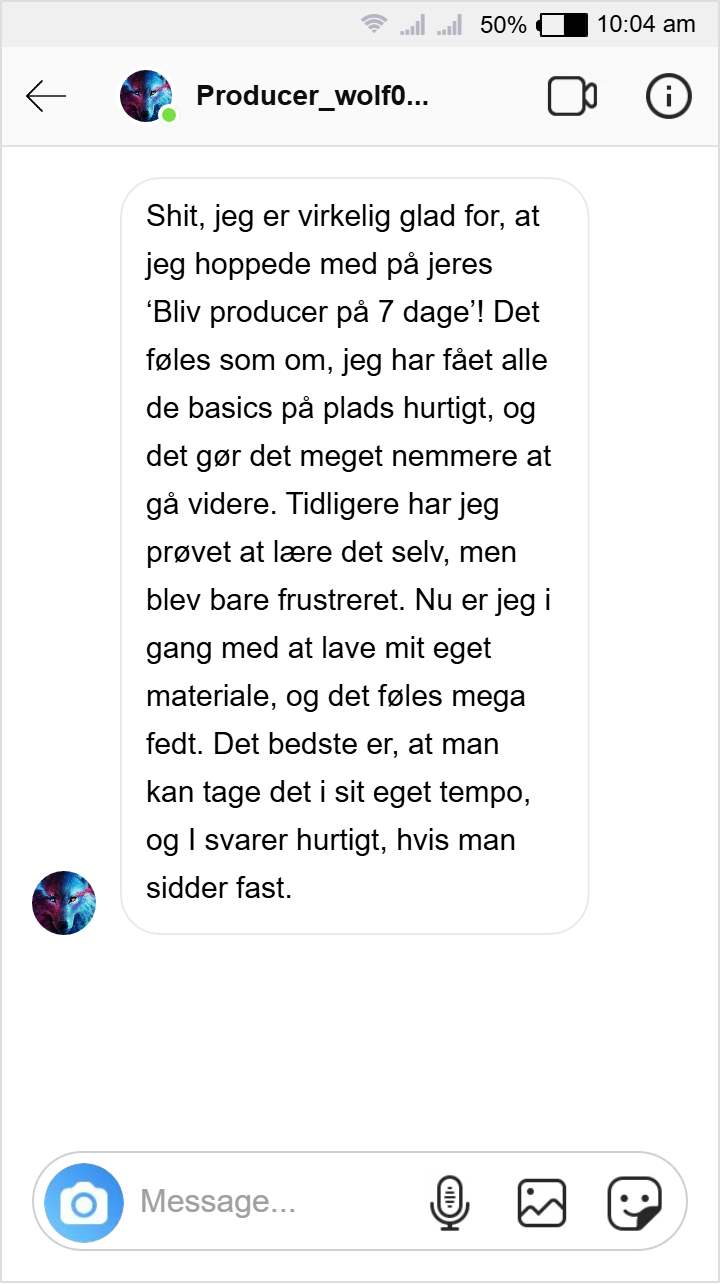 50% 10:04 am
Producer_wolf0...
Shit, jeg er virkelig glad for, at
jeg hoppede med på jeres
‘Bliv producer på 7 dage’! Det
føles som om, jeg har fået alle
de basics på plads hurtigt, og
det gør det meget nemmere at
gå videre. Tidligere har jeg
prøvet at lære det selv, men
blev bare frustreret. Nu er jeg i
gang med at lave mit eget
materiale, og det føles mega
fedt. Det bedste er, at man
kan tage det i sit eget tempo,
og I svarer hurtigt, hvis man
sidder fast.
Message...